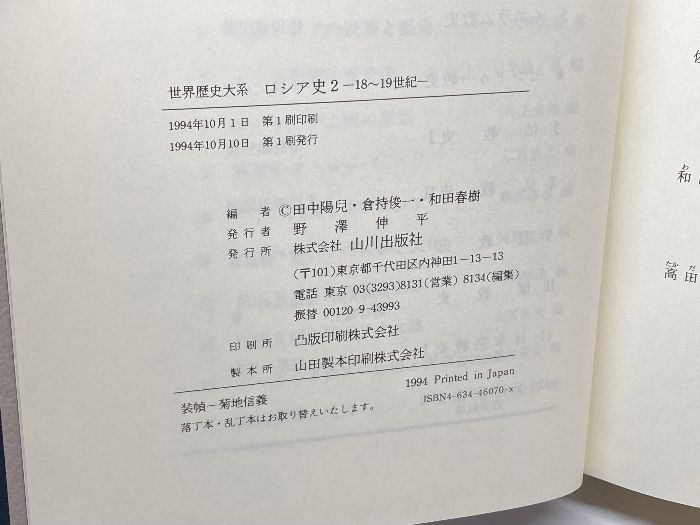 世界歴史大系　ロシア史2－18～19世紀－
1994年10月1日　第1刷印刷
1994年10月10日　第1刷発行
編者　©田中陽兒・倉持俊一・和田春樹
発行者　野澤伸平
発行所　株式会社 山川出版社
(〒101)東京都千代田区内神田1－13－13
電話 東京 03(3293)8131(営業) 8134(編集)
振替 00120-9-43993
印刷所　凸版印刷株式会社
製本所　山田製本印刷株式会社
装幀－菊地信義
1994 Printed in Japan
落丁本・乱丁本はお取り替えいたします。
ISBN4-634-46070-x
わ
和
たか だ
高田